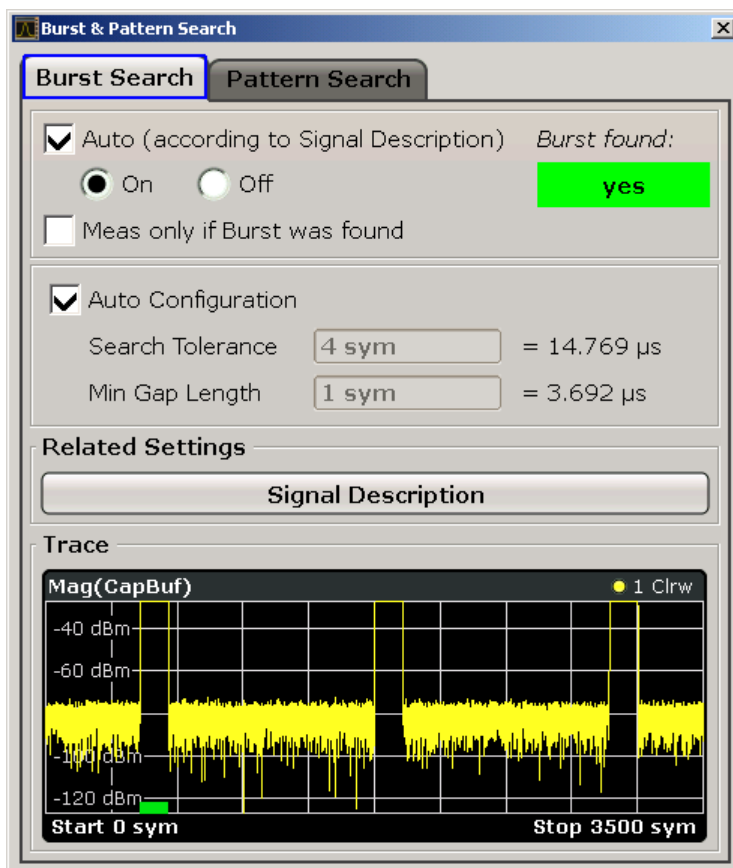 Burst & Pattern Search
Burst Search Pattern Search
Auto (according to Signal Description) Burst found:
On Off yes
Meas only if Burst was found
Auto Configuration
Search Tolerance 4 sym = 14.769 µs
Min Gap Length 1 sym = 3.692 µs
Related Settings
Signal Description
Trace
Mag(CapBuf) 1 Clrw
-40 dBm
-60 dBm
-100 dBm
-120 dBm
Start 0 sym Stop 3500 sym